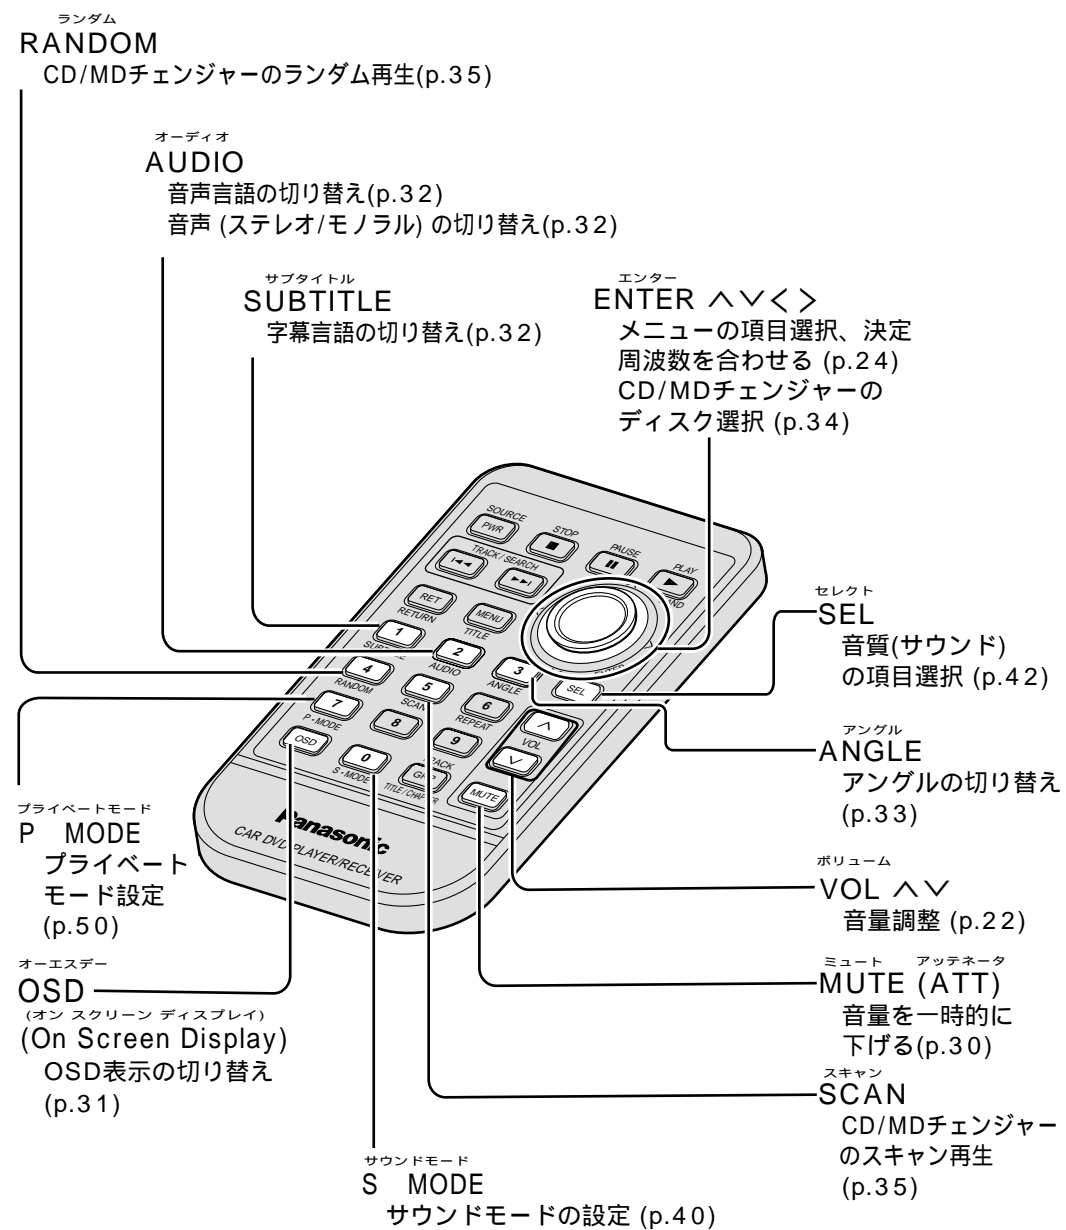 ランダム
RANDOM
CD/MDチェンジャーのランダム再生(p.35)
オーディオ
AUDIO
音声言語の切り替え(p.32)
音声 (ステレオ/モノラル) の切り替え(p.32)
サブタイトル
SUBTITLE
字幕言語の切り替え(p.32)
エンター
ENTER ∧∨<>
メニューの項目選択、決定
周波数を合わせる (p.24)
CD/MDチェンジャーの
ディスク選択 (p.34)
SOURCE
PWR
STOP
PAUSE
PLAY
TRACK / SEARCH
RET
RETURN
MENU
TITLE
1
2
AUDIO
3
ANGLE
SEL
4
RANDOM
5
SCAN
6
REPEAT
7
P・MODE
8
9
VOL
OSD
0
S・MODE
TITLE / CHAPTER
MUTE
Panasonic
CAR DVD PLAYER/RECEIVER
セレクト
SEL
音質(サウンド)
の項目選択 (p.42)
アングル
ANGLE
アングルの切り替え
(p.33)
ボリューム
VOL ∧∨
音量調整 (p.22)
ミュート アッテネータ
MUTE (ATT)
音量を一時的に
下げる(p.30)
スキャン
SCAN
CD/MDチェンジャー
のスキャン再生
(p.35)
プライベートモード
P MODE
プライベート
モード設定
(p.50)
オーエスデー
OSD
(オン スクリーン ディスプレイ)
(On Screen Display)
OSD表示の切り替え
(p.31)
サウンドモード
S MODE
サウンドモードの設定 (p.40)